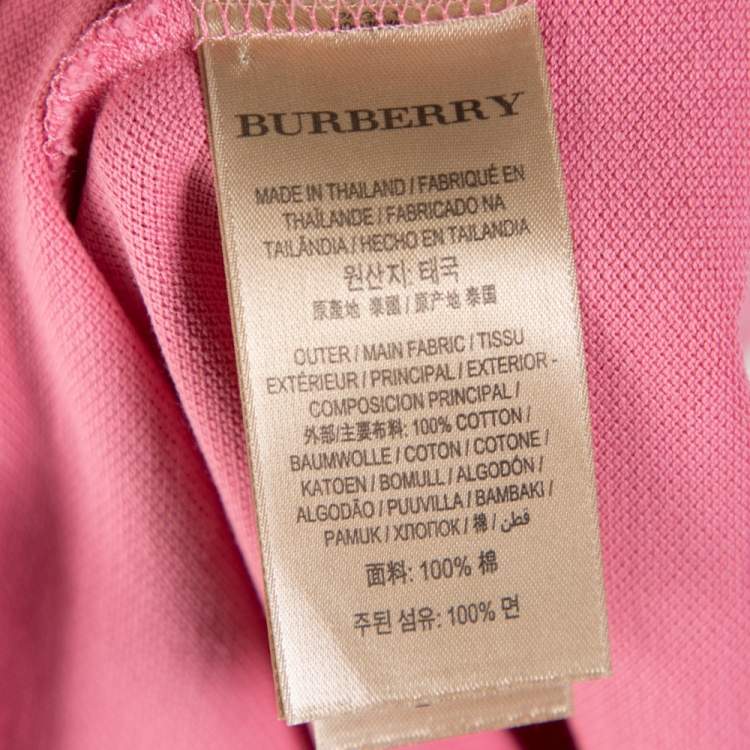 BURBERRY
MADE IN THAILAND / FABRIQUÉ EN
THAÏLANDE / FABRICADO NA
TAILÂNDIA / HECHO EN TAILANDIA
원산지: 태국
原產地 泰國 / 原产地 泰国
OUTER / MAIN FABRIC / TISSU
EXTÉRIEUR / PRINCIPAL / EXTERIOR -
COMPOSICION PRINCIPAL /
外部/主要布料: 100% COTTON /
BAUMWOLLE / COTON / COTONE /
KATOEN / BOMULL / ALGODÓN /
ALGODÃO / PUUVILLA / BAMBAKI /
PAMUK / ХЛОПОК / 棉 / قطن
面料: 100% 棉
주된 섬유: 100% 면